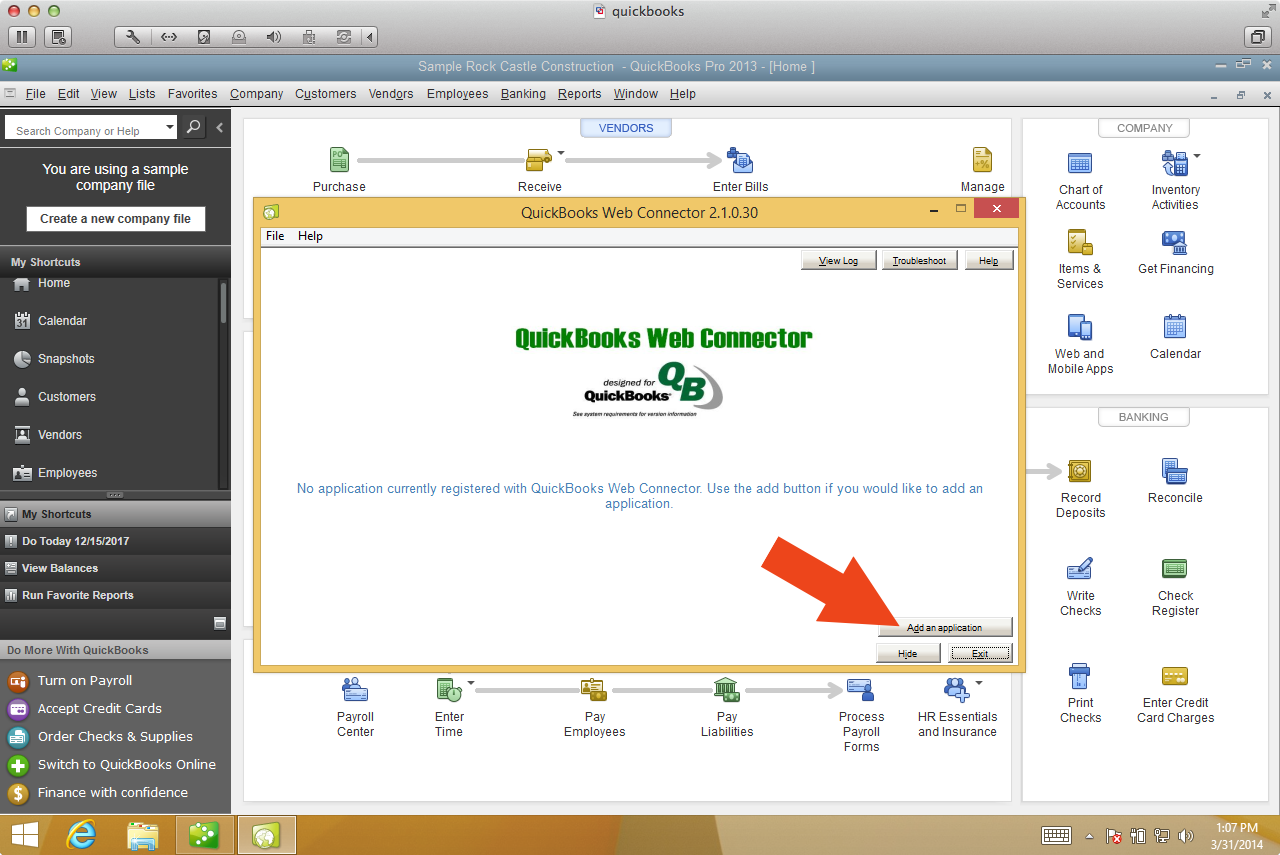 quickbooks
Sample Rock Castle Construction - QuickBooks Pro 2013 - [Home ]
File Edit View Lists Favorites Company Customers Vendors Employees Banking Reports Window Help
Search Company or Help
You are using a sample
company file
Create a new company file
My Shortcuts
Home
31
Calendar
Snapshots
Customers
Vendors
Employees
My Shortcuts
Do Today 12/15/2017
View Balances
Run Favorite Reports
Do More With QuickBooks
Turn on Payroll
Accept Credit Cards
Order Checks & Supplies
Switch to QuickBooks Online
Finance with confidence
VENDORS
PO
Purchase
Receive
Enter Bills
Manage
QuickBooks Web Connector 2.1.0.30
File Help
View Log Troubleshoot Help
QuickBooks Web Connector
designed for
QuickBooks
QB
See system requirements for version information
No application currently registered with QuickBooks Web Connector. Use the add button if you would like to add an
application.
Add an application
Hide Exit
Payroll
Center
Enter
Time
Pay
Employees
Pay
Liabilities
Process
Payroll
Forms
HR Essentials
and Insurance
COMPANY
Chart of
Accounts
Inventory
Activities
Items &
Services
Get Financing
Web and
Mobile Apps
Calendar
BANKING
Record
Deposits
Reconcile
Write
Checks
Check
Register
Print
Checks
Enter Credit
Card Charges
1:07 PM
3/31/2014